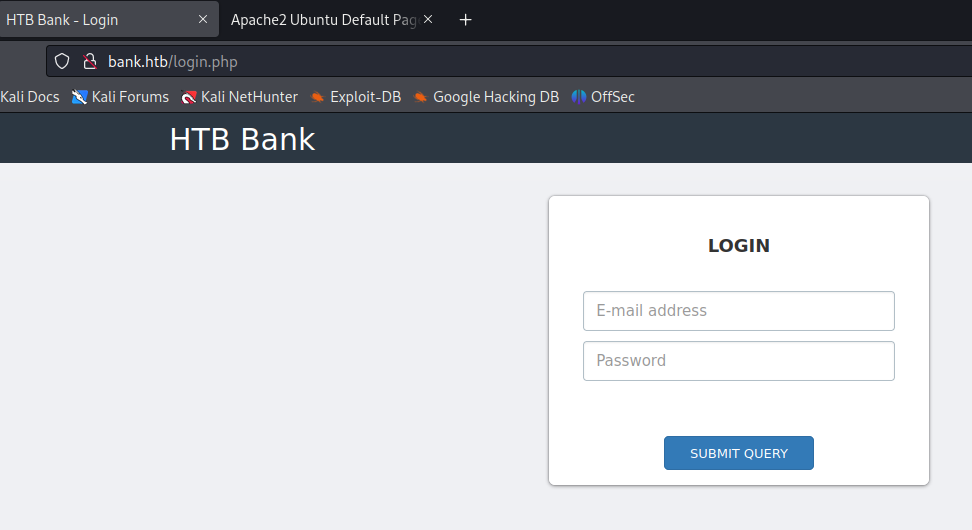 HTB Bank - Login × Apache2 Ubuntu Default Pag × +
bank.htb/login.php
Kali Docs Kali Forums Kali NetHunter Exploit-DB Google Hacking DB OffSec
HTB Bank
LOGIN
E-mail address
Password
SUBMIT QUERY